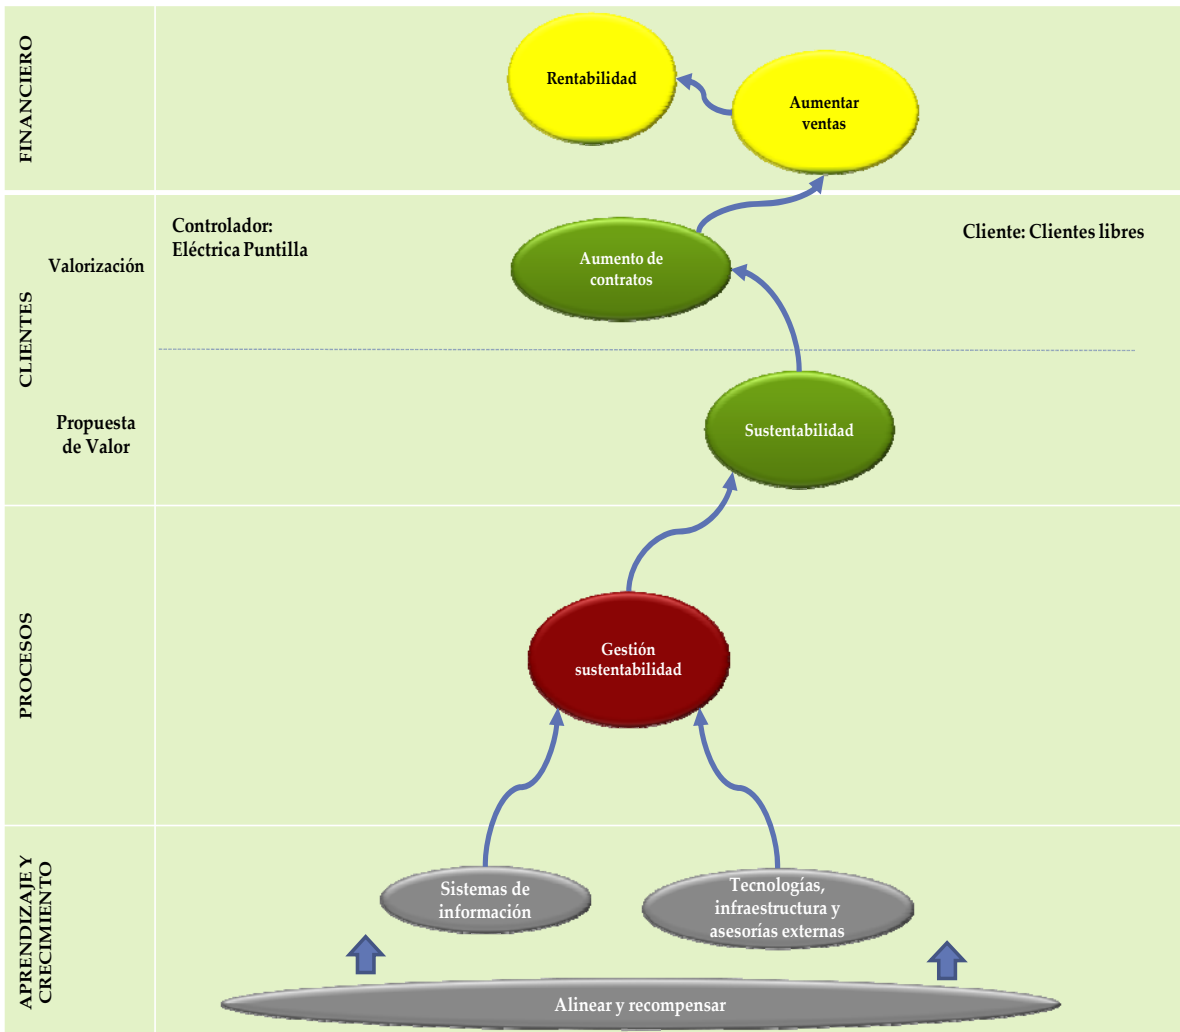 FINANCIERO
Rentabilidad
Aumentar
ventas
CLIENTES
Valorización
Controlador:
Eléctrica Puntilla
Aumento de
contratos
Cliente: Clientes libres
Propuesta
de Valor
Sustentabilidad
PROCESOS
Gestión
sustentabilidad
APRENDIZAJE Y
CRECIMIENTO
Sistemas de
información
Tecnologías,
infraestructura y
asesorías externas
Alinear y recompensar